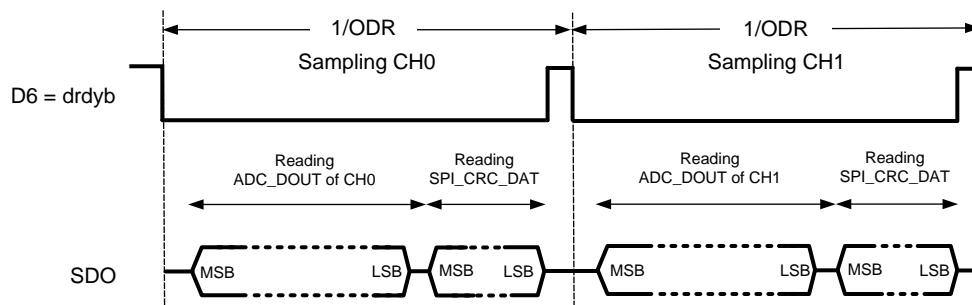 1/ODR
1/ODR
Sampling CH0
Sampling CH1
D6 = drdyb
Reading
ADC_DOUT of CH0
Reading
SPI_CRC_DAT
Reading
ADC_DOUT of CH1
Reading
SPI_CRC_DAT
SDO
MSB
LSB
MSB
LSB
MSB
LSB
MSB
LSB